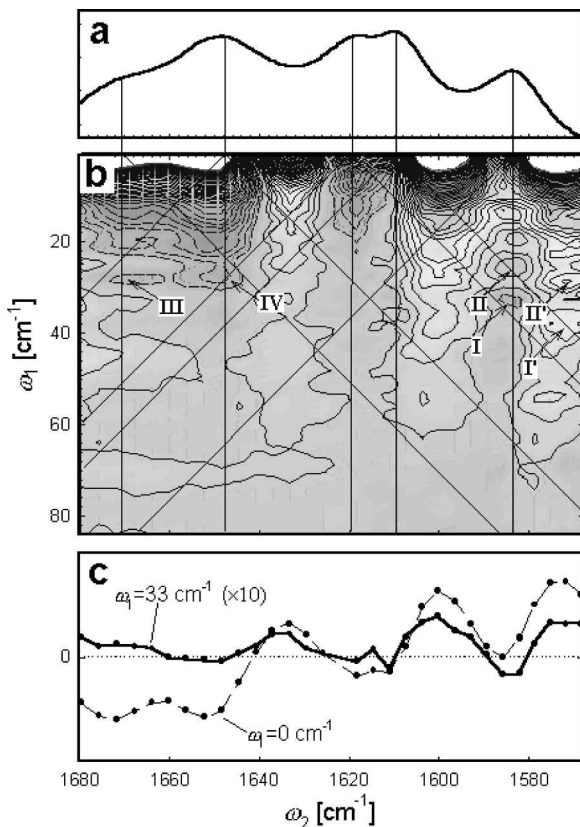 a
b
20
40
60
80
ω₁ [cm⁻¹]
III
IV
II
II'
I
I'
c
ω₁=33 cm⁻¹ (×10)
0
ω₁=0 cm⁻¹
1680 1660 1640 1620 1600 1580
ω₂ [cm⁻¹]